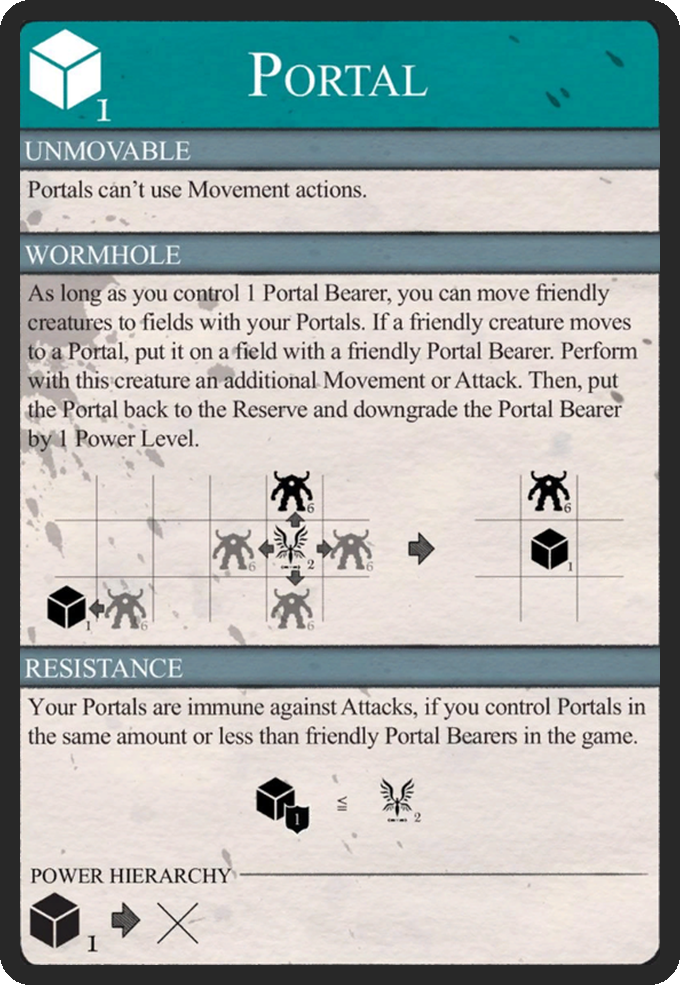 PORTAL
1
UNMOVABLE
Portals can't use Movement actions.
WORMHOLE
As long as you control 1 Portal Bearer, you can move friendly
creatures to fields with your Portals. If a friendly creature moves
to a Portal, put it on a field with a friendly Portal Bearer. Perform
with this creature an additional Movement or Attack. Then, put
the Portal back to the Reserve and downgrade the Portal Bearer
by 1 Power Level.
6 6
6 2 6 1
1 6 6
RESISTANCE
Your Portals are immune against Attacks, if you control Portals in
the same amount or less than friendly Portal Bearers in the game.
1 ≤ 2
POWER HIERARCHY
1